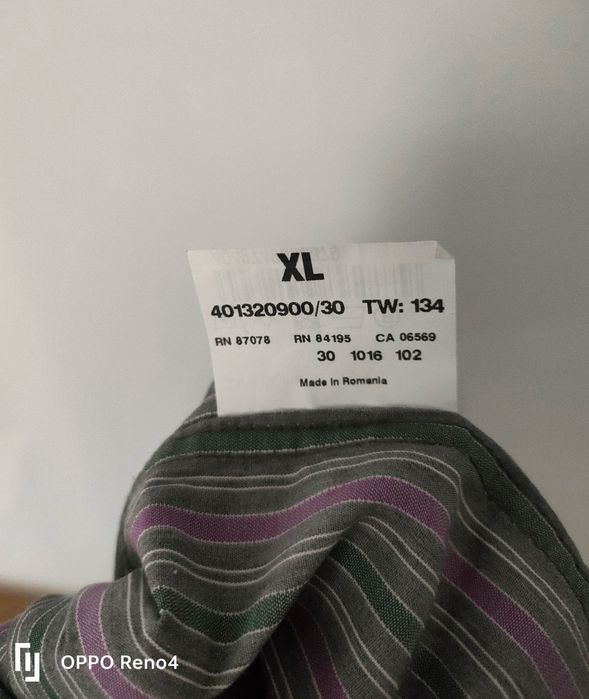 XL
401320900/30 TW: 134
RN 87078 RN 84195 CA 06569
30 1016 102
Made in Romania
OPPO Reno4